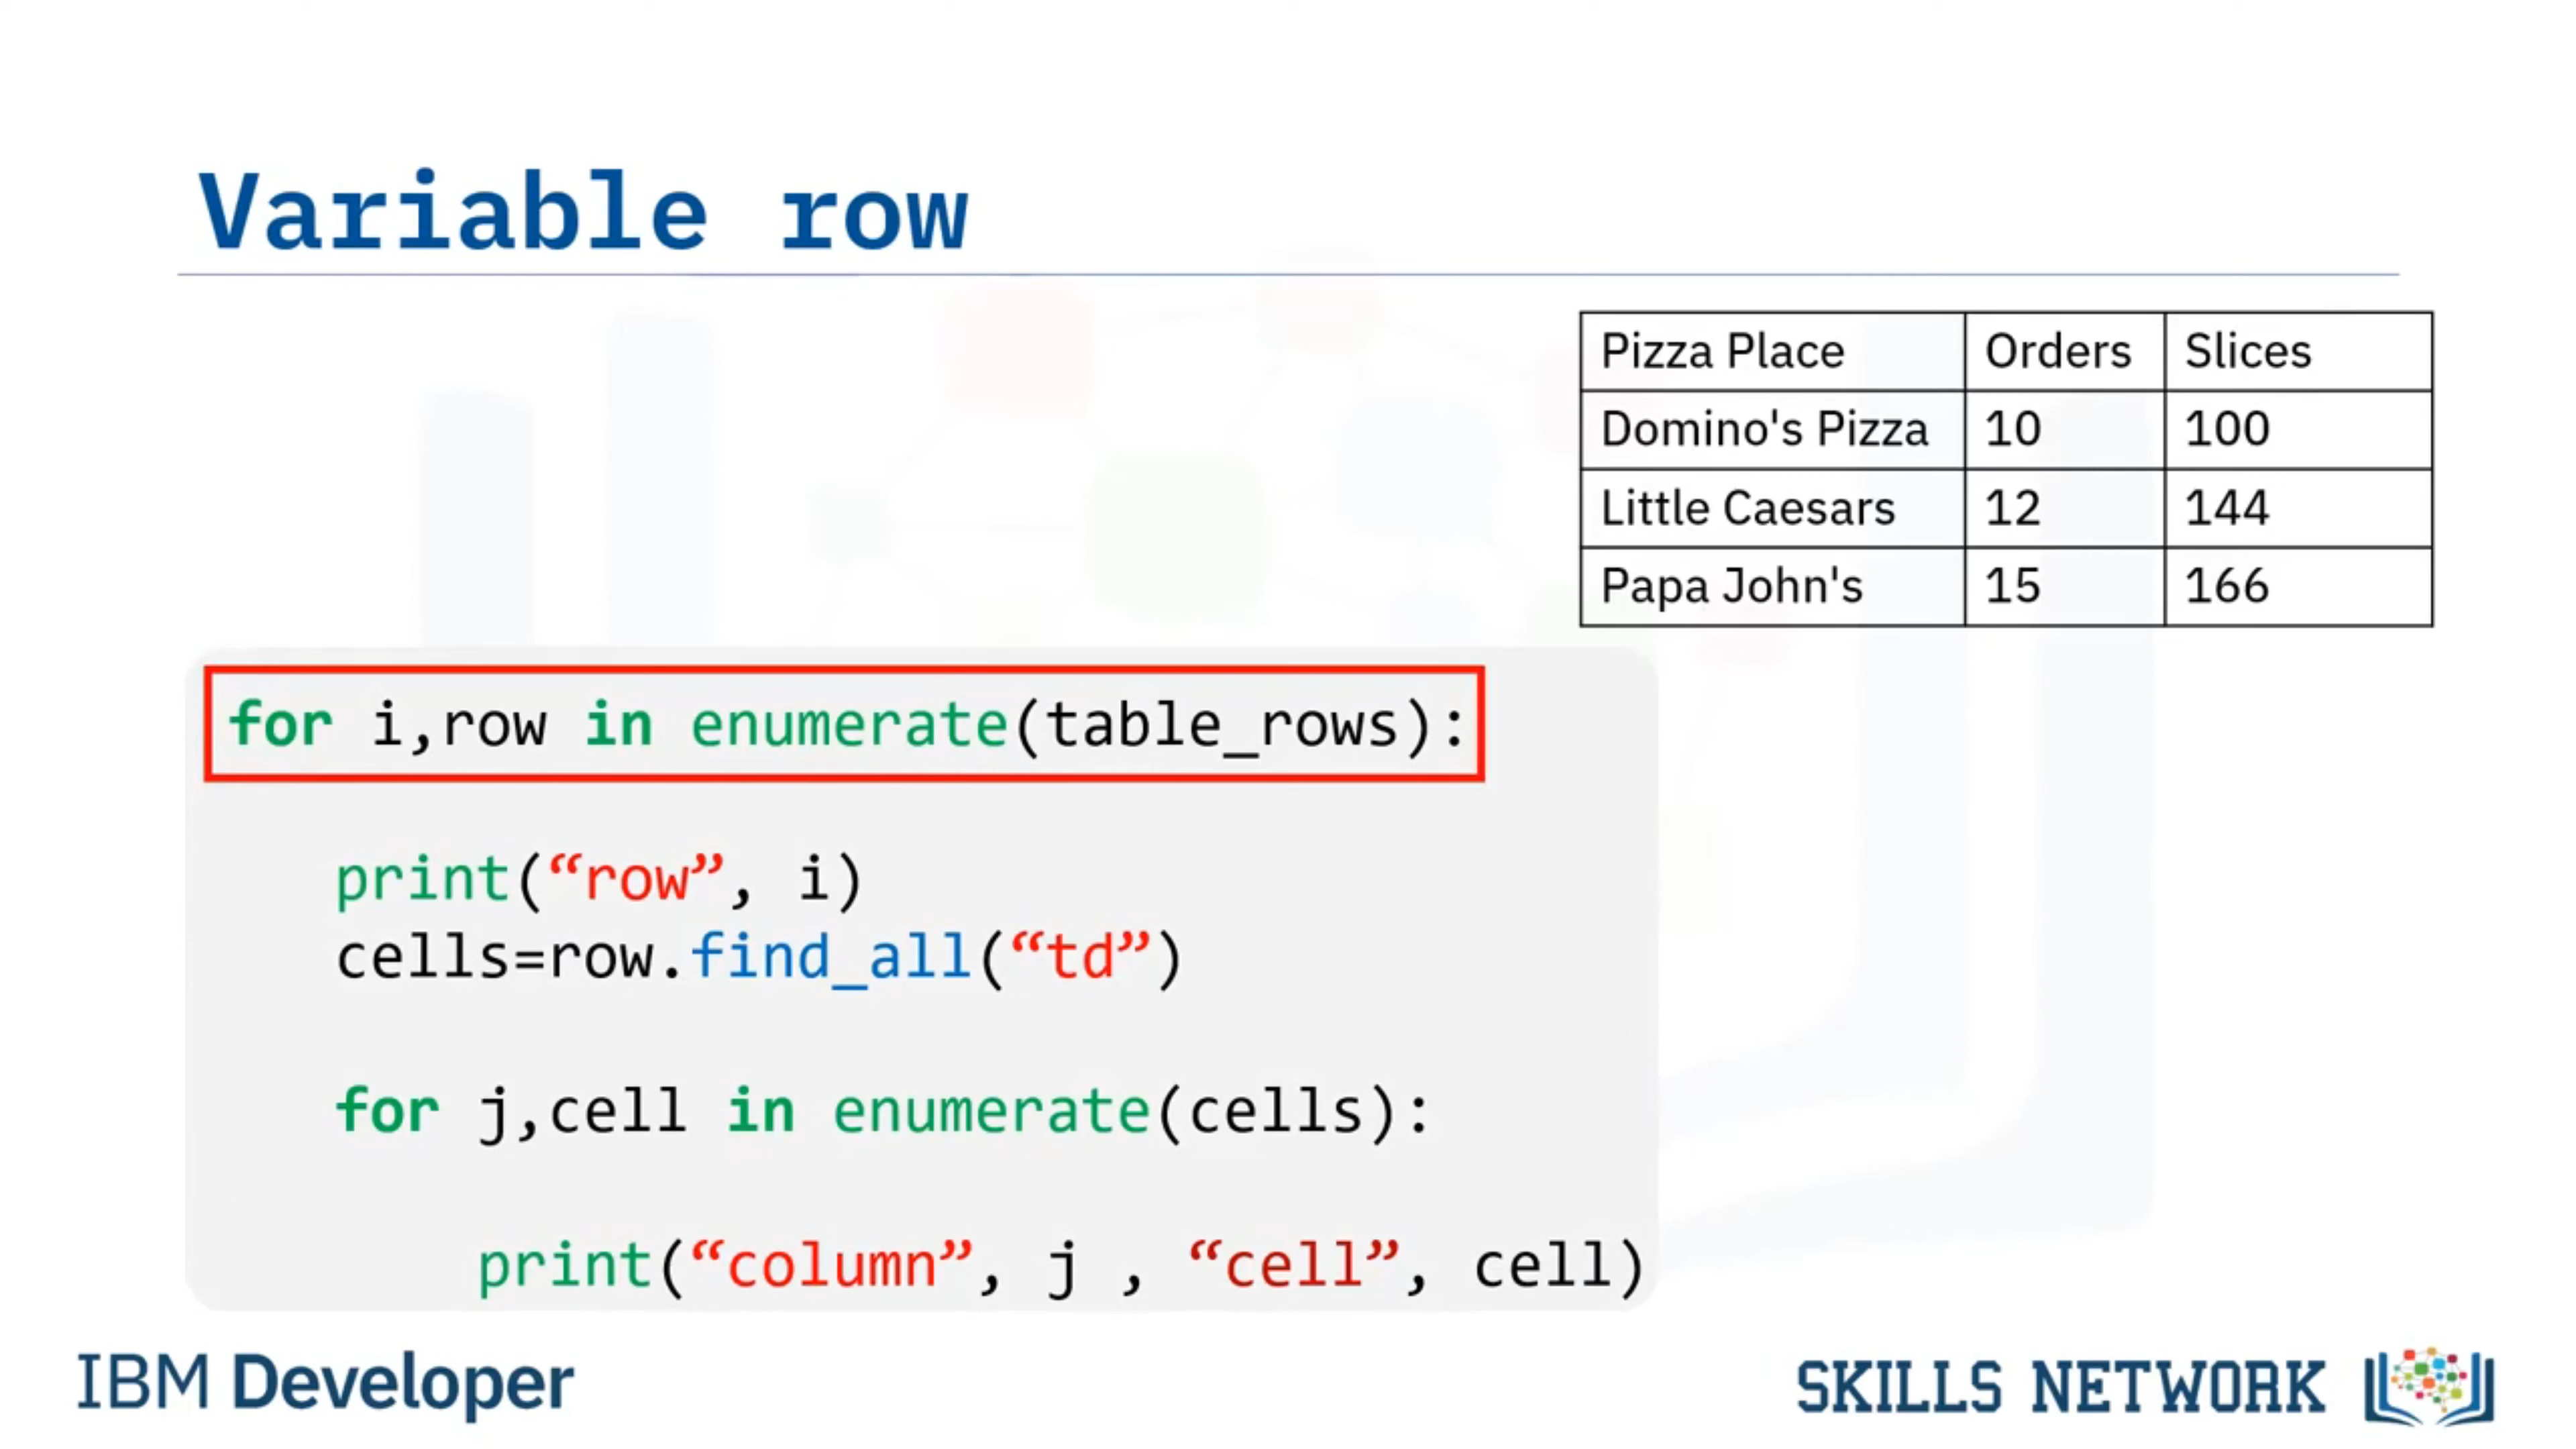 Variable row
Pizza Place Orders Slices
Domino's Pizza 10 100
Little Caesars 12 144
Papa John's 15 166
for i,row in enumerate(table_rows):
print(“row”, i)
cells=row.find_all(“td”)
for j,cell in enumerate(cells):
print(“column”, j , “cell”, cell)
IBM Developer
SKILLS NETWORK